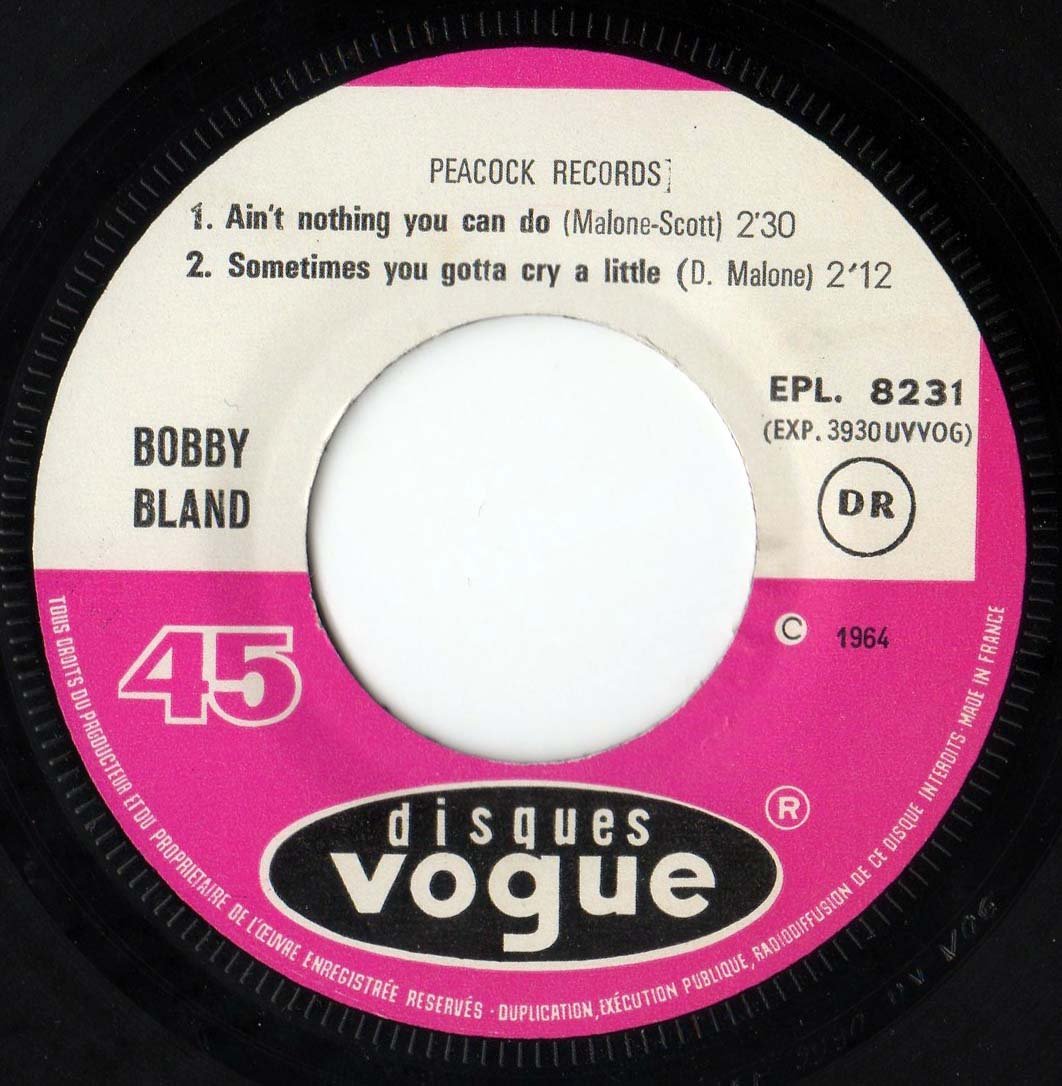 PEACOCK RECORDS]
1. Ain't nothing you can do (Malone-Scott) 2'30
2. Sometimes you gotta cry a little (D. Malone) 2'12
EPL. 8231
(EXP. 3930 UVVOG)
DR
BOBBY
BLAND
45
© 1964
disques
vogue
®
TOUS DROITS DU PRODUCTEUR ET DU PROPRIETAIRE DE L'ŒUVRE ENREGISTRÉE RESERVÉS · DUPLICATION, EXÉCUTION PUBLIQUE, RADIODIFFUSION DE CE DISQUE INTERDITS · MADE IN FRANCE